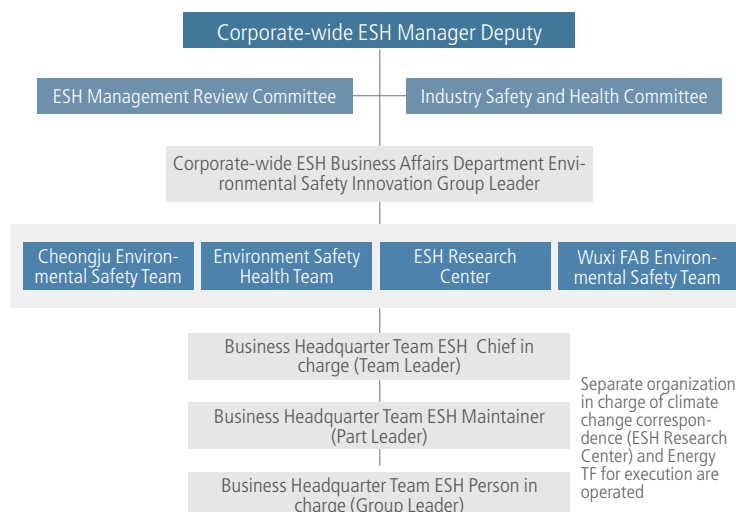 Corporate-wide ESH Manager Deputy
ESH Management Review Committee
Industry Safety and Health Committee
Corporate-wide ESH Business Affairs Department Envi-
ronmental Safety Innovation Group Leader
Cheongju Environ-
mental Safety Team
Environment Safety
Health Team
ESH Research
Center
Wuxi FAB Environ-
mental Safety Team
Business Headquarter Team ESH Chief in
charge (Team Leader)
Business Headquarter Team ESH Maintainer
(Part Leader)
Business Headquarter Team ESH Person in
charge (Group Leader)
Separate organization
in charge of climate
change correspon-
dence (ESH Research
Center) and Energy
TF for execution are
operated